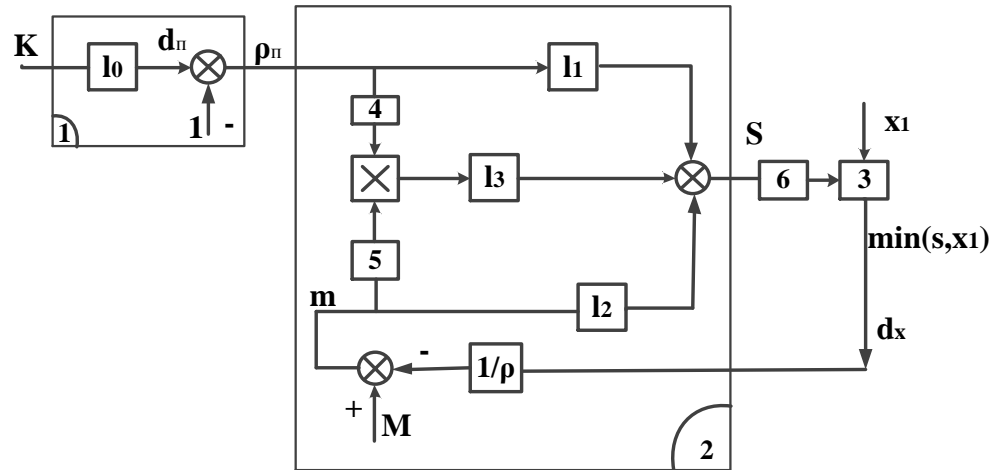 K
l0
dп
ρп
1
1
-
4
l1
l3
5
m
l2
S
6
x1
3
min(s,x1)
dx
-
1/ρ
+
M
2